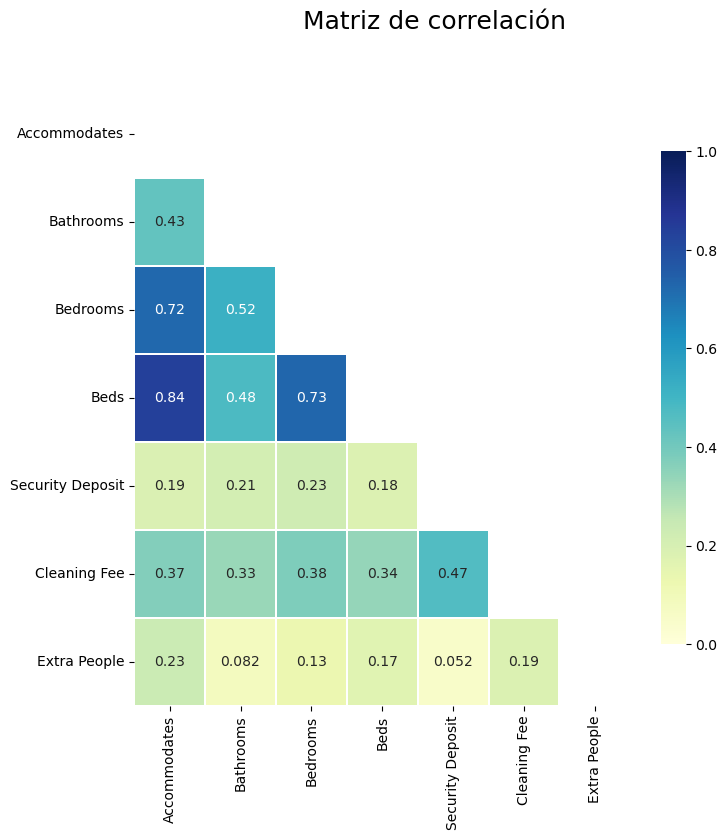 Matriz de correlación
Accommodates
1.0
Bathrooms
0.43
0.8
Bedrooms
0.72 0.52
0.6
Beds
0.84 0.48 0.73
0.4
Security Deposit
0.19 0.21 0.23 0.18
0.2
Cleaning Fee
0.37 0.33 0.38 0.34 0.47
0.0
Extra People
0.23 0.082 0.13 0.17 0.052 0.19
Accommodates
Bathrooms
Bedrooms
Beds
Security Deposit
Cleaning Fee
Extra People